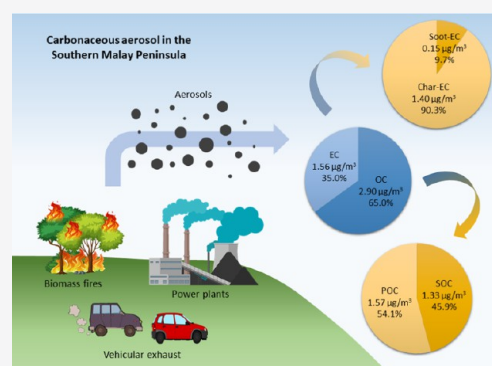 Carbonaceous aerosol in the
Southern Malay Peninsula
Aerosols
Biomass fires
Power plants
Vehicular exhaust
Soot-EC
0.15 µg/m³
9.7%
Char-EC
1.40 µg/m³
90.3%
EC
1.56 µg/m³
35.0%
OC
2.90 µg/m³
65.0%
POC
1.57 µg/m³
54.1%
SOC
1.33 µg/m³
45.9%